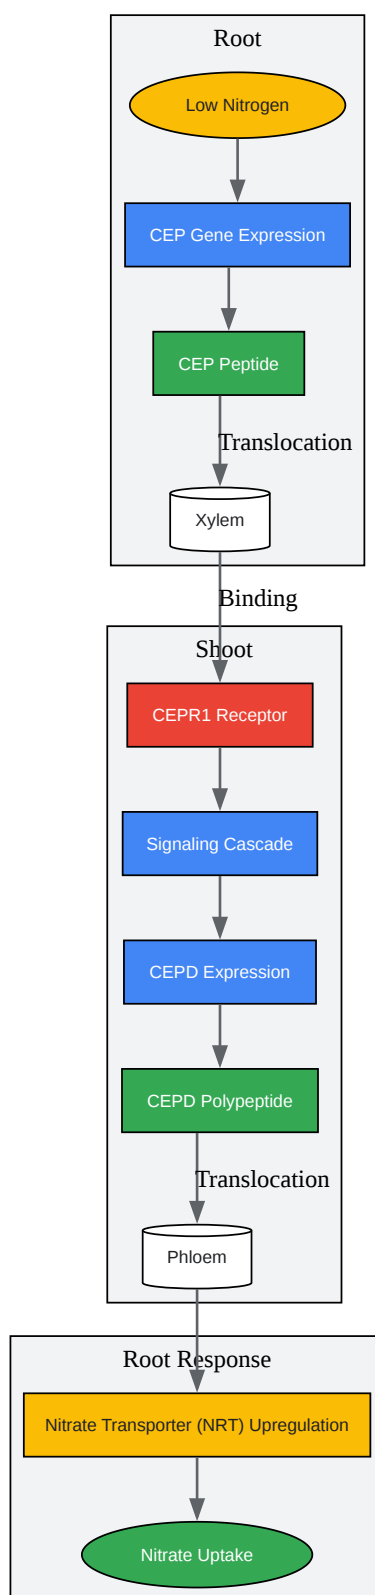 Root
Low Nitrogen
CEP Gene Expression
CEP Peptide
Translocation
Xylem
Binding
Shoot
CEPR1 Receptor
Signaling Cascade
CEPD Expression
CEPD Polypeptide
Translocation
Phloem
Root Response
Nitrate Transporter (NRT) Upregulation
Nitrate Uptake